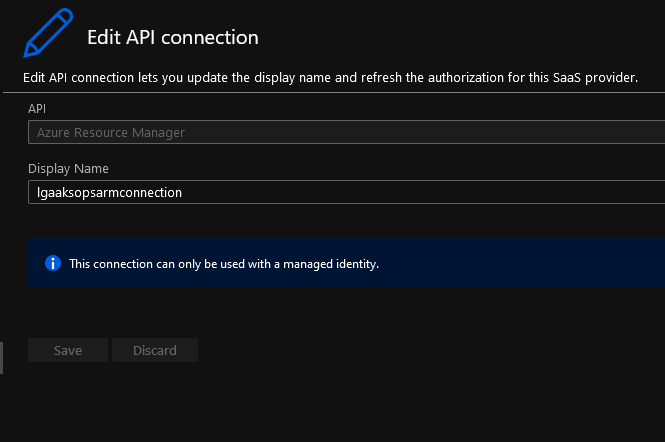 Edit API connection
Edit API connection lets you update the display name and refresh the authorization for this SaaS provider.
API
Azure Resource Manager
Display Name
lgaaksopsarmconnection
This connection can only be used with a managed identity.
Save Discard